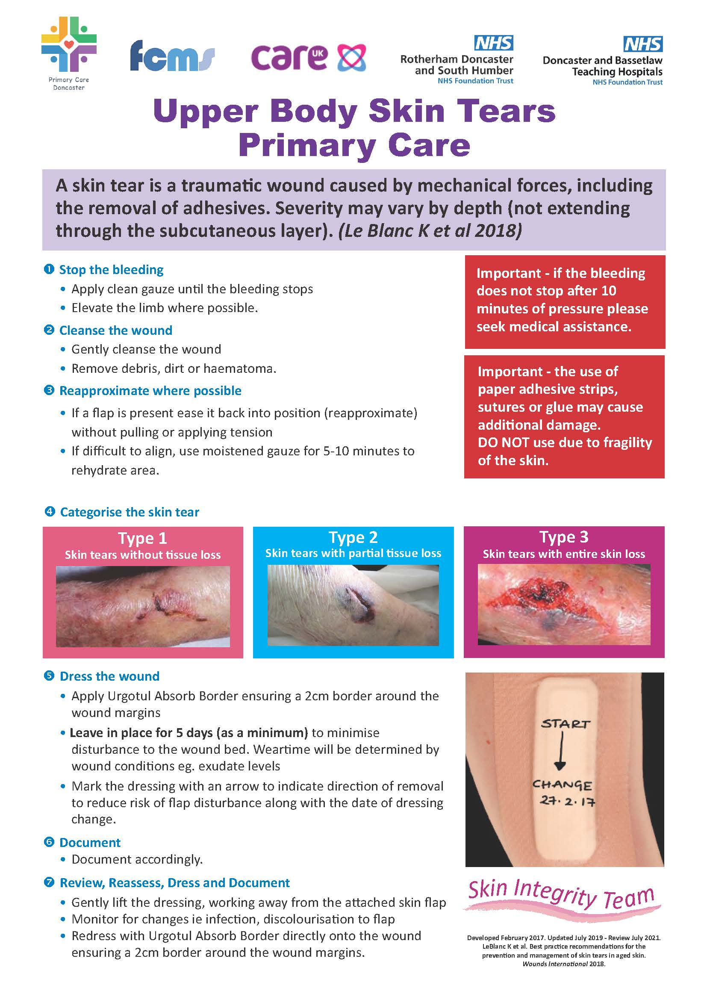 Primary Care
Doncaster
fcms
care UK
NHS
Rotherham Doncaster
and South Humber
NHS Foundation Trust
NHS
Doncaster and Bassetlaw
Teaching Hospitals
NHS Foundation Trust
Upper Body Skin Tears
Primary Care
A skin tear is a traumatic wound caused by mechanical forces, including
the removal of adhesives. Severity may vary by depth (not extending
through the subcutaneous layer). (Le Blanc K et al 2018)
❶ Stop the bleeding
• Apply clean gauze until the bleeding stops
• Elevate the limb where possible.
❷ Cleanse the wound
• Gently cleanse the wound
• Remove debris, dirt or haematoma.
❸ Reapproximate where possible
• If a flap is present ease it back into position (reapproximate)
without pulling or applying tension
• If difficult to align, use moistened gauze for 5-10 minutes to
rehydrate area.
Important - if the bleeding
does not stop after 10
minutes of pressure please
seek medical assistance.
Important - the use of
paper adhesive strips,
sutures or glue may cause
additional damage.
DO NOT use due to fragility
of the skin.
❹ Categorise the skin tear
Type 1
Skin tears without tissue loss
Type 2
Skin tears with partial tissue loss
Type 3
Skin tears with entire skin loss
❺ Dress the wound
• Apply Urgotul Absorb Border ensuring a 2cm border around the
wound margins
• Leave in place for 5 days (as a minimum) to minimise
disturbance to the wound bed. Weartime will be determined by
wound conditions eg. exudate levels
• Mark the dressing with an arrow to indicate direction of removal
to reduce risk of flap disturbance along with the date of dressing
change.
START
CHANGE
27.2.17
❻ Document
• Document accordingly.
❼ Review, Reassess, Dress and Document
• Gently lift the dressing, working away from the attached skin flap
• Monitor for changes ie infection, discolourisation to flap
• Redress with Urgotul Absorb Border directly onto the wound
ensuring a 2cm border around the wound margins.
Skin Integrity Team
Developed February 2017. Updated July 2019 - Review July 2021.
LeBlanc K et al. Best practice recommendations for the
prevention and management of skin tears in aged skin.
Wounds International 2018.